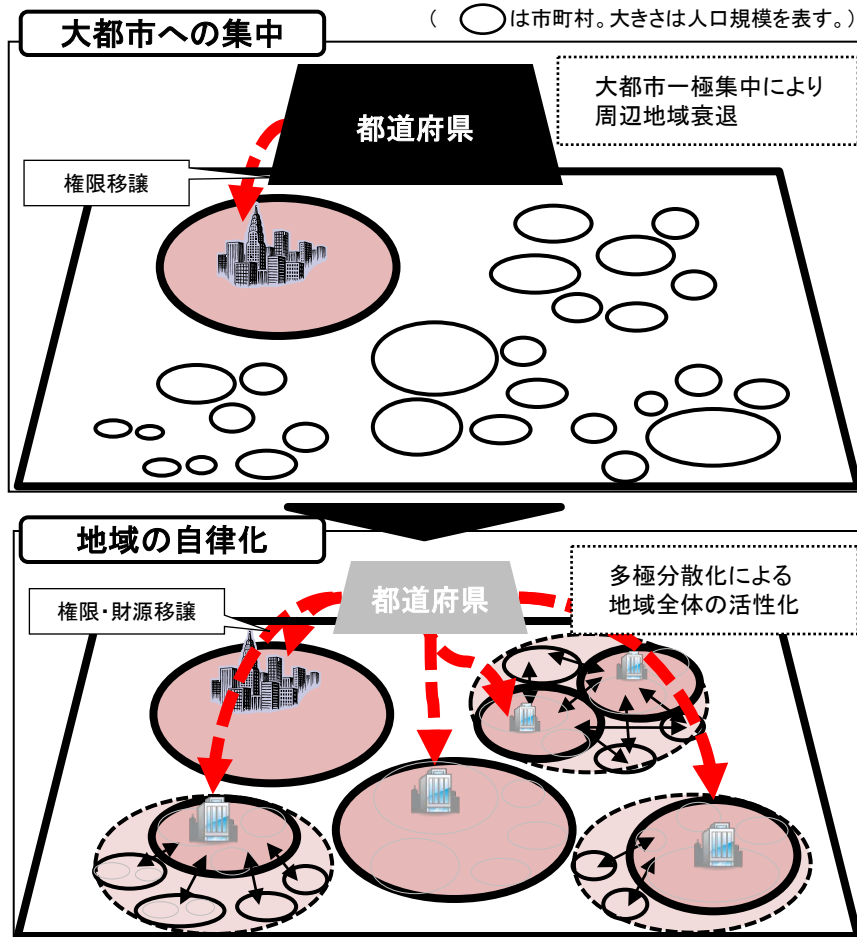 （　　は市町村。大きさは人口規模を表す。）
大都市への集中
大都市一極集中により
周辺地域衰退
都道府県
権限移譲
地域の自律化
多極分散化による
地域全体の活性化
都道府県
権限・財源移譲